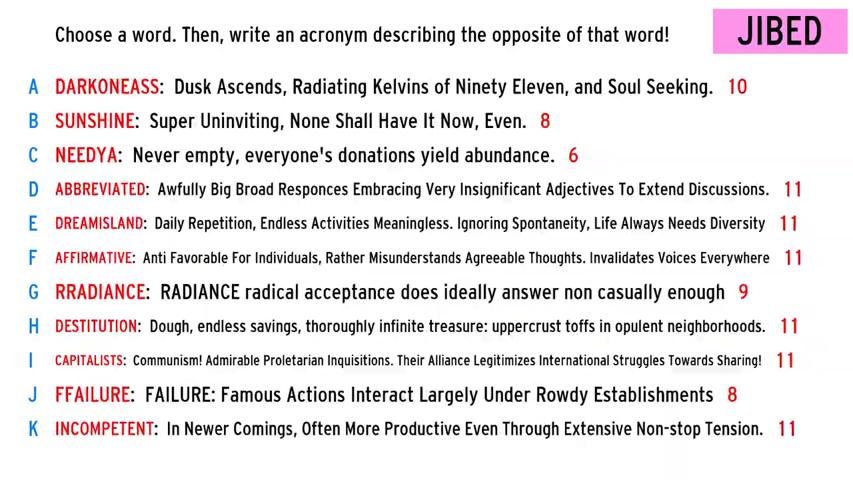 Choose a word. Then, write an acronym describing the opposite of that word!
JIBED
A DARKONEASS: Dusk Ascends, Radiating Kelvins of Ninety Eleven, and Soul Seeking. 10
B SUNSHINE: Super Uninviting, None Shall Have It Now, Even. 8
C NEEDYA: Never empty, everyone's donations yield abundance. 6
D ABBREVIATED: Awfully Big Broad Responces Embracing Very Insignificant Adjectives To Extend Discussions. 11
E DREAMISLAND: Daily Repetition, Endless Activities Meaningless. Ignoring Spontaneity, Life Always Needs Diversity 11
F AFFIRMATIVE: Anti Favorable For Individuals, Rather Misunderstands Agreeable Thoughts. Invalidates Voices Everywhere 11
G RRADIANCE: RADIANCE radical acceptance does ideally answer non casually enough 9
H DESTITUTION: Dough, endless savings, thoroughly infinite treasure: uppercrust toffs in opulent neighborhoods. 11
I CAPITALISTS: Communism! Admirable Proletarian Inquisitions. Their Alliance Legitimizes International Struggles Towards Sharing! 11
J FFAILURE: FAILURE: Famous Actions Interact Largely Under Rowdy Establishments 8
K INCOMPETENT: In Newer Comings, Often More Productive Even Through Extensive Non-stop Tension. 11